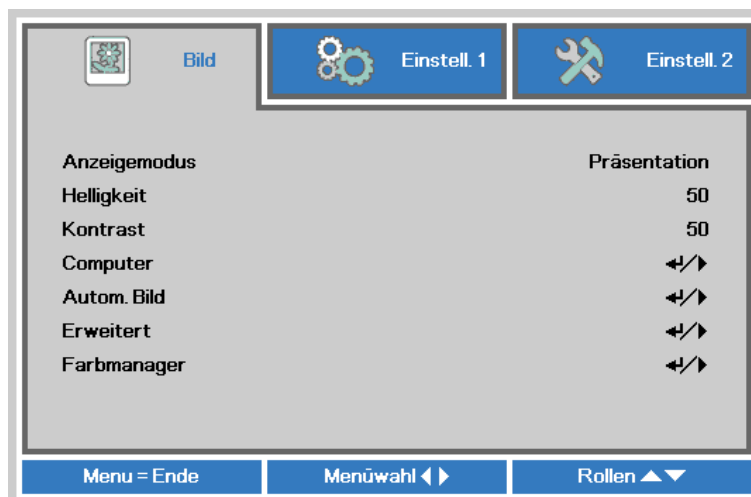 Bild
Einstell. 1
Einstell. 2
Anzeigemodus Präsentation
Helligkeit 50
Kontrast 50
Computer
Autom. Bild
Erweitert
Farbmanager
Menu = Ende
Menūwahl
Rollen